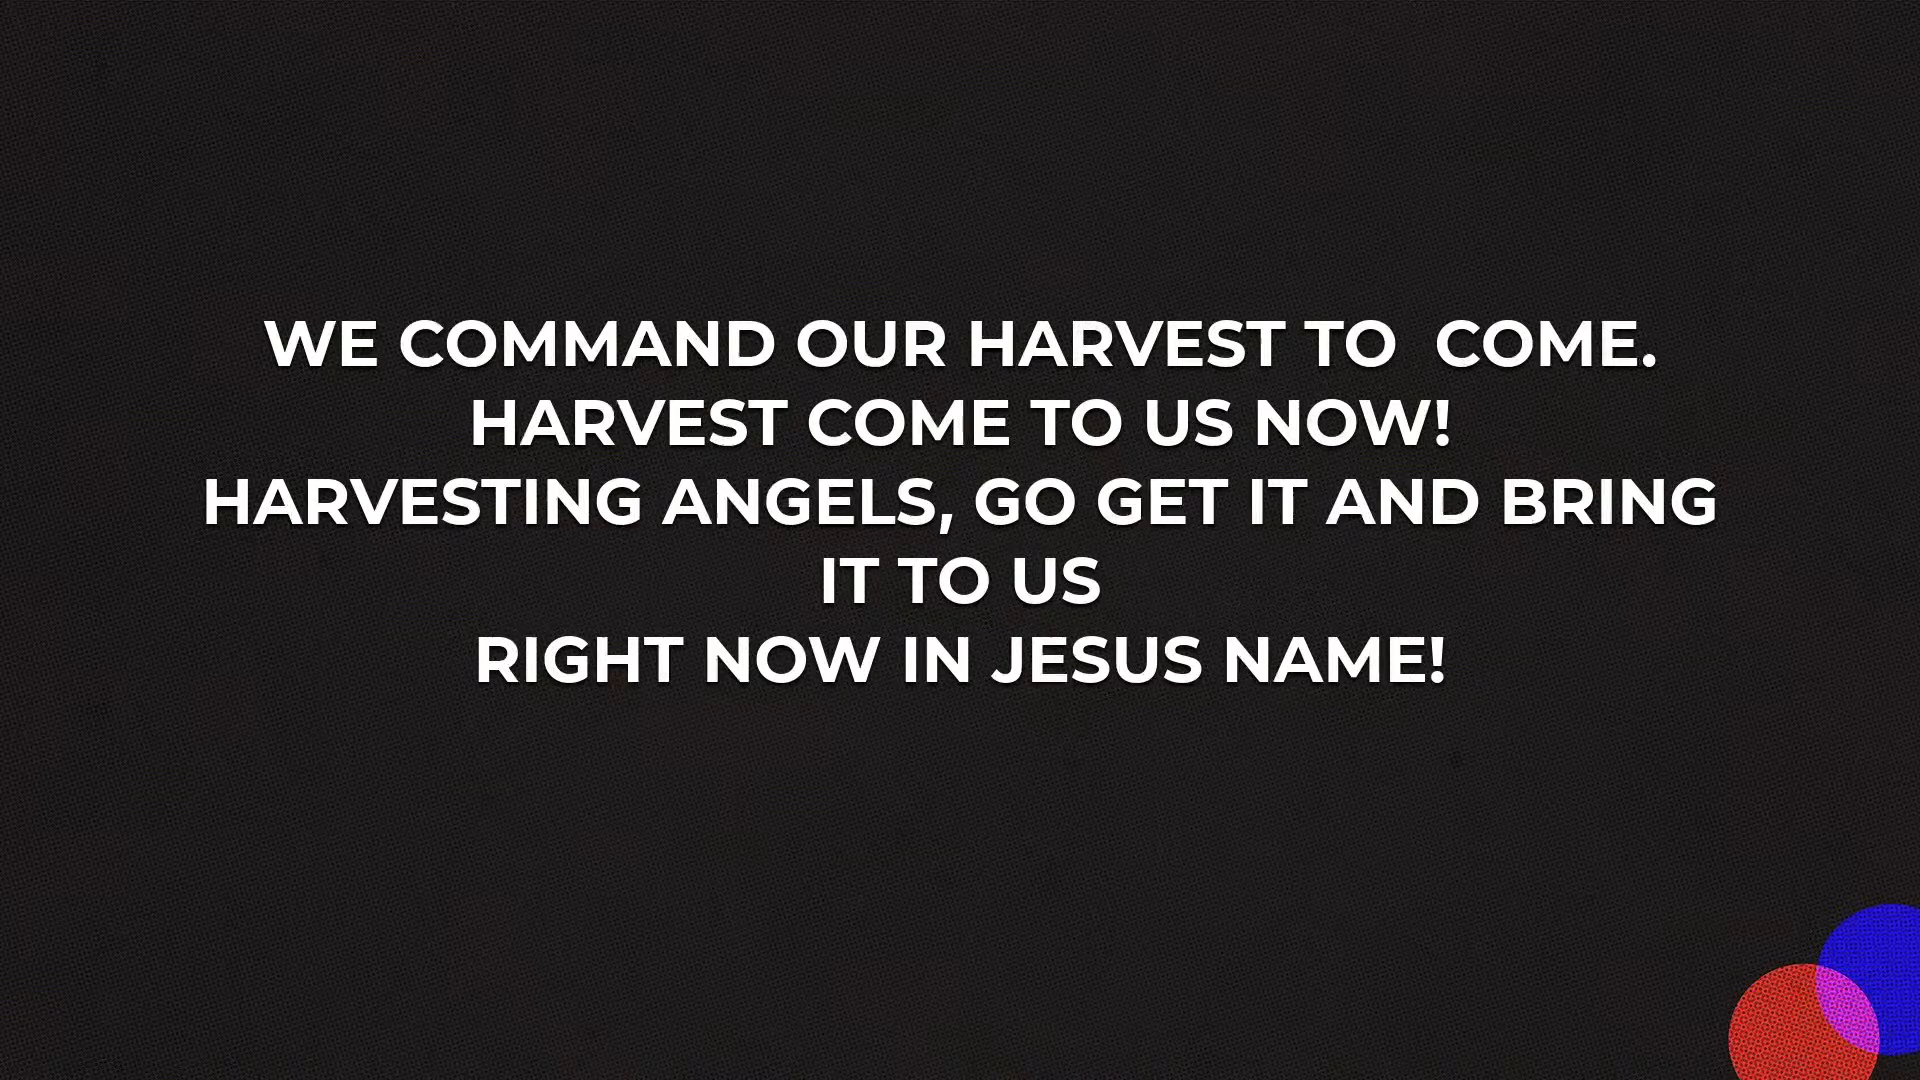 WE COMMAND OUR HARVEST TO  COME.
HARVEST COME TO US NOW!
HARVESTING ANGELS, GO GET IT AND BRING
IT TO US
RIGHT NOW IN JESUS NAME!